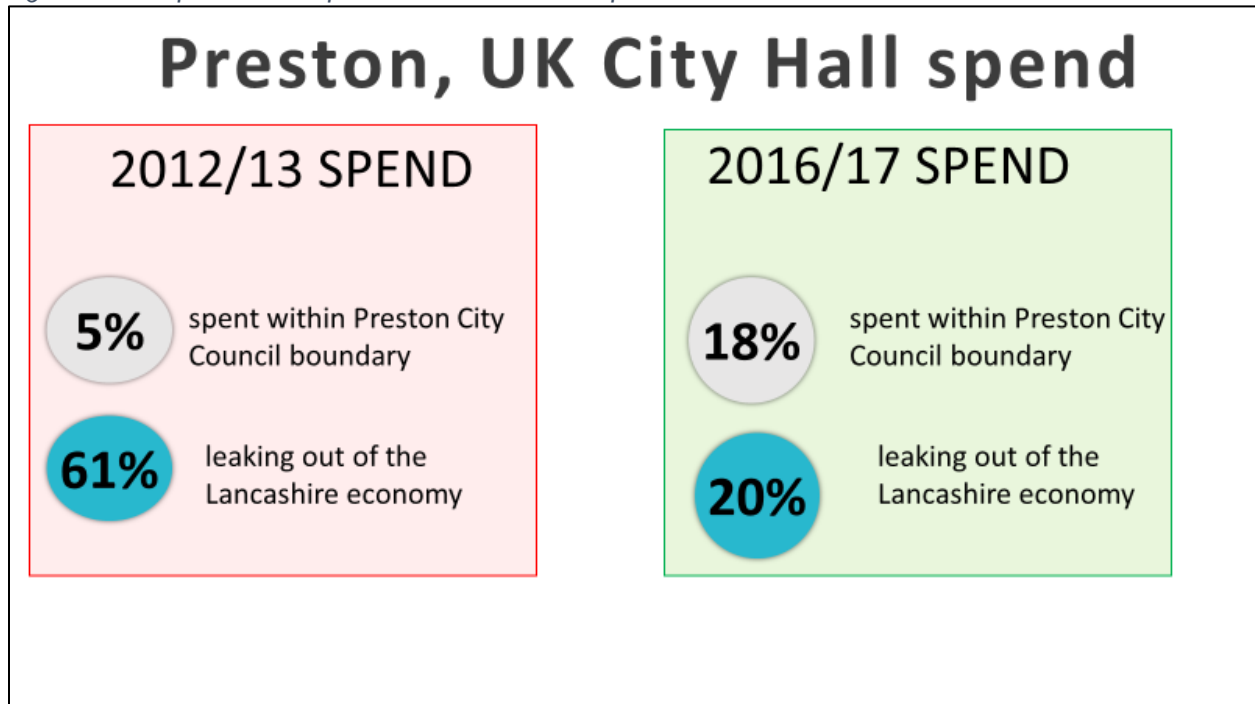 Preston, UK City Hall spend
2012/13 SPEND
5%
spent within Preston City
Council boundary
61%
leaking out of the
Lancashire economy
2016/17 SPEND
18%
spent within Preston City
Council boundary
20%
leaking out of the
Lancashire economy